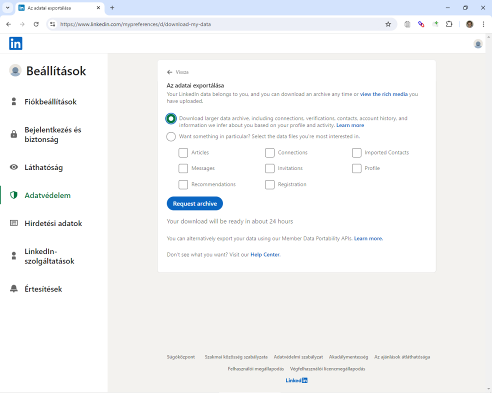 Az adatai exportálása
https://www.linkedin.com/mypreferences/d/download-my-data
in
Beállítások
Fiókbeállítások
Bejelentkezés és
biztonság
Láthatóság
Adatvédelem
Hirdetési adatok
LinkedIn-
szolgáltatások
Értesítések
Vissza
Az adatai exportálása
Your LinkedIn data belongs to you, and you can download an archive any time or view the rich media you
have uploaded.
Download larger data archive, including connections, verifications, contacts, account history, and
information we infer about you based on your profile and activity. Learn more
Want something in particular? Select the data files you're most interested in.
Articles
Connections
Imported Contacts
Messages
Invitations
Profile
Recommendations
Registration
Request archive
Your download will be ready in about 24 hours
You can alternatively export your data using our Member Data Portability APIs. Learn more.
Don't see what you want? Visit our Help Center.
Súgóközpont
Szakmai közösségi szabályzata
Adatvédelmi szabályzat
Akadálymentesség
Az ajánlások átláthatósága
Felhasználói megállapodás
Végfelhasználói licencmegállapodás
LinkedIn